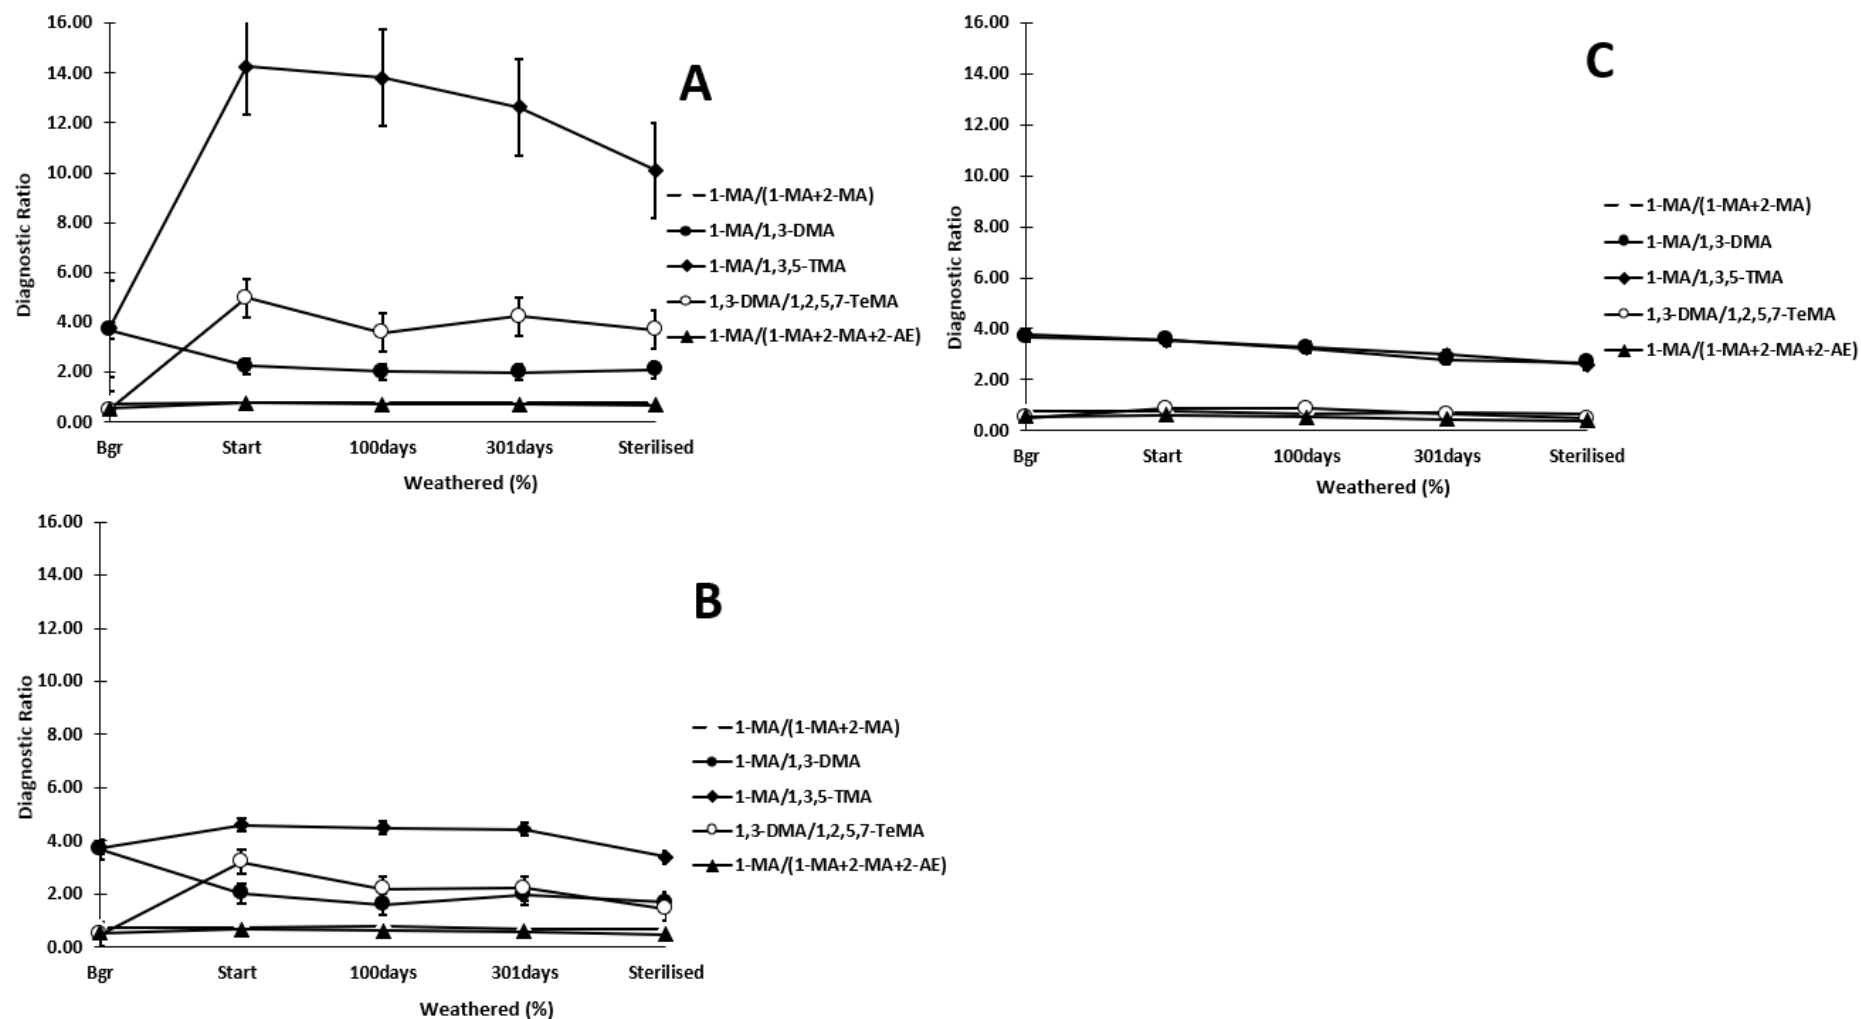 16.00
14.00
12.00
10.00
8.00
6.00
4.00
2.00
0.00
Diagnostic Ratio
Bgr Start 100days 301days Sterilised
Weathered (%)
A
1-MA/(1-MA+2-MA)
1-MA/1,3-DMA
1-MA/1,3,5-TMA
1,3-DMA/1,2,5,7-TeMA
1-MA/(1-MA+2-MA+2-AE)
16.00
14.00
12.00
10.00
8.00
6.00
4.00
2.00
0.00
Diagnostic Ratio
Bgr Start 100days 301days Sterilised
Weathered (%)
C
1-MA/(1-MA+2-MA)
1-MA/1,3-DMA
1-MA/1,3,5-TMA
1,3-DMA/1,2,5,7-TeMA
1-MA/(1-MA+2-MA+2-AE)
16.00
14.00
12.00
10.00
8.00
6.00
4.00
2.00
0.00
Diagnostic Ratio
Bgr Start 100days 301days Sterilised
Weathered (%)
B
1-MA/(1-MA+2-MA)
1-MA/1,3-DMA
1-MA/1,3,5-TMA
1,3-DMA/1,2,5,7-TeMA
1-MA/(1-MA+2-MA+2-AE)